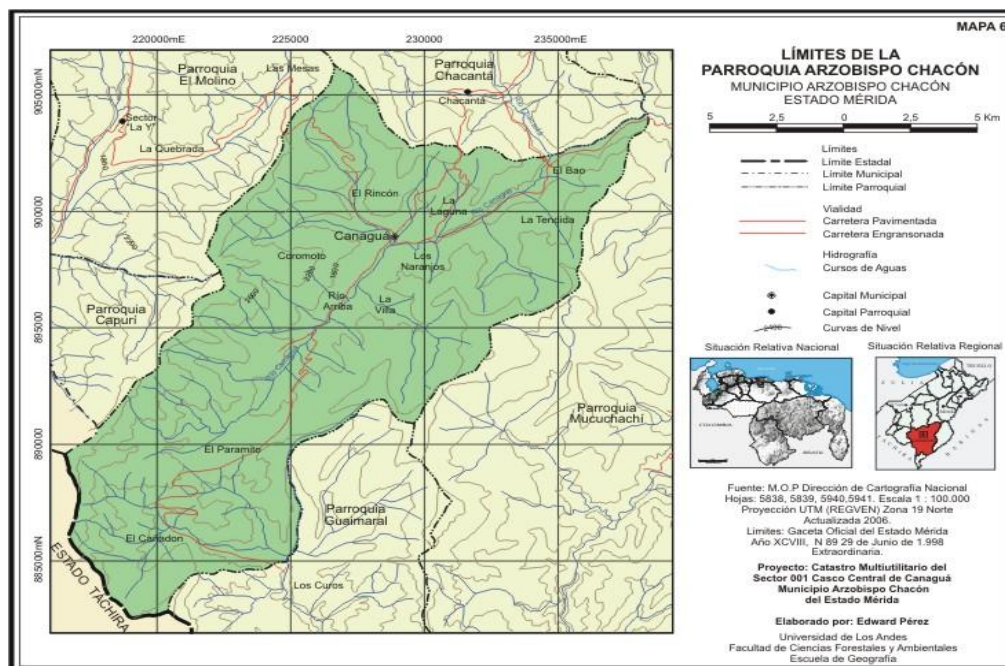 MAPA 6
LÍMITES DE LA
PARROQUIA ARZOBISPO CHACÓN
MUNICIPIO ARZOBISPO CHACÓN
ESTADO MÉRIDA
5 2,5 0 2,5 5 Km
Límites
Límite Estadal
Límite Municipal
Límite Parroquial
Vialidad
Carretera Pavimentada
Carretera Engransonada
Hidrografía
Cursos de Aguas
Capital Municipal
Capital Parroquial
Curvas de Nivel
Situación Relativa Nacional
Situación Relativa Regional
COLOMBIA
Fuente: M.O.P Dirección de Cartografía Nacional
Hojas: 5838, 5839, 5940,5941. Escala 1 : 100.000
Proyección UTM (REGVEN) Zona 19 Norte
Actualizada 2006.
Limites: Gaceta Oficial del Estado Mérida
Año XCVIII, N 89 29 de Junio de 1.998
Extraordinaria.
Proyecto: Catastro Multiutilitario del
Sector 001 Casco Central de Canaguá
Municipio Arzobispo Chacón
del Estado Mérida
Elaborado por: Edward Pérez
Universidad de Los Andes
Facultad de Ciencias Forestales y Ambientales
Escuela de Geografía
220000mE 225000 230000 235000mE
905000mN
900000
895000
890000
885000mN
Parroquia
El Molino
Las Mesas
Parroquia
Chacantá
Chacantá
Sector
"La Y"
La Quebrada
El Rincón
La
Laguna
El Bao
La Tendida
Canaguá
Coromoto
Los
Naranjos
Río
Arriba
La
Villa
Parroquia
Capurí
Parroquia
Mucuchachí
El Paramito
Parroquia
Guaimaral
El Cañadon
Los Curos
ESTADO TÁCHIRA